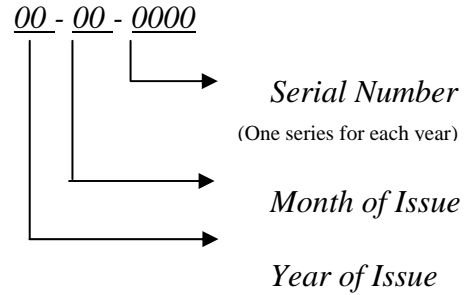 00 - 00 - 0000
Serial Number
(One series for each year)
Month of Issue
Year of Issue